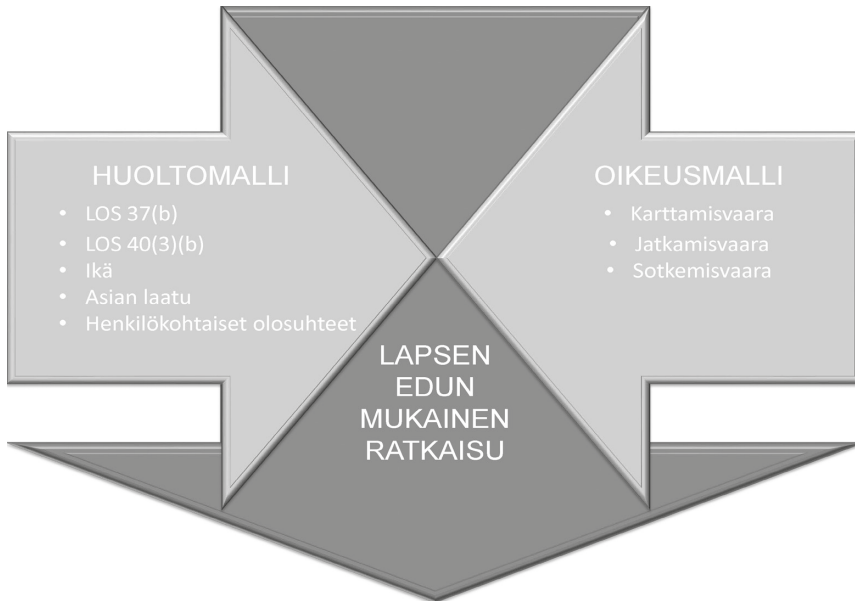 HUOLTOMALLI
• LOS 37(b)
• LOS 40(3)(b)
• Ikä
• Asian laatu
• Henkilökohtaiset olosuhteet
OIKEUSMALLI
• Karttamisvaara
• Jatkamisvaara
• Sotkemisvaara
LAPSEN
EDUN
MUKAINEN
RATKAISU